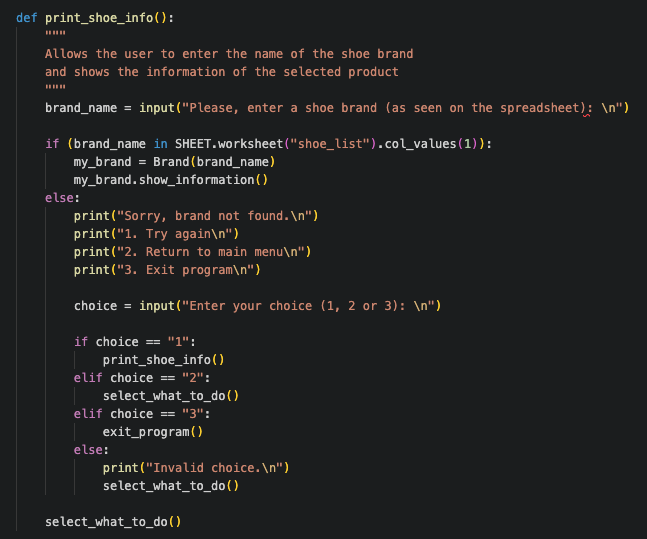 def print_shoe_info():
    """
    Allows the user to enter the name of the shoe brand
    and shows the information of the selected product
    """
    brand_name = input("Please, enter a shoe brand (as seen on the spreadsheet): \n")

    if (brand_name in SHEET.worksheet("shoe_list").col_values(1)):
        my_brand = Brand(brand_name)
        my_brand.show_information()
    else:
        print("Sorry, brand not found.\n")
        print("1. Try again\n")
        print("2. Return to main menu\n")
        print("3. Exit program\n")

        choice = input("Enter your choice (1, 2 or 3): \n")

        if choice == "1":
            print_shoe_info()
        elif choice == "2":
            select_what_to_do()
        elif choice == "3":
            exit_program()
        else:
            print("Invalid choice.\n")
            select_what_to_do()

    select_what_to_do()